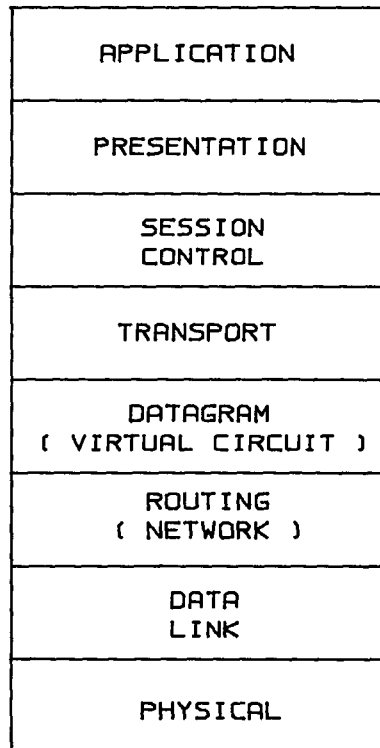 APPLICATION
PRESENTATION
SESSION
CONTROL
TRANSPORT
DATAGRAM
( VIRTUAL CIRCUIT )
ROUTING
( NETWORK )
DATA
LINK
PHYSICAL